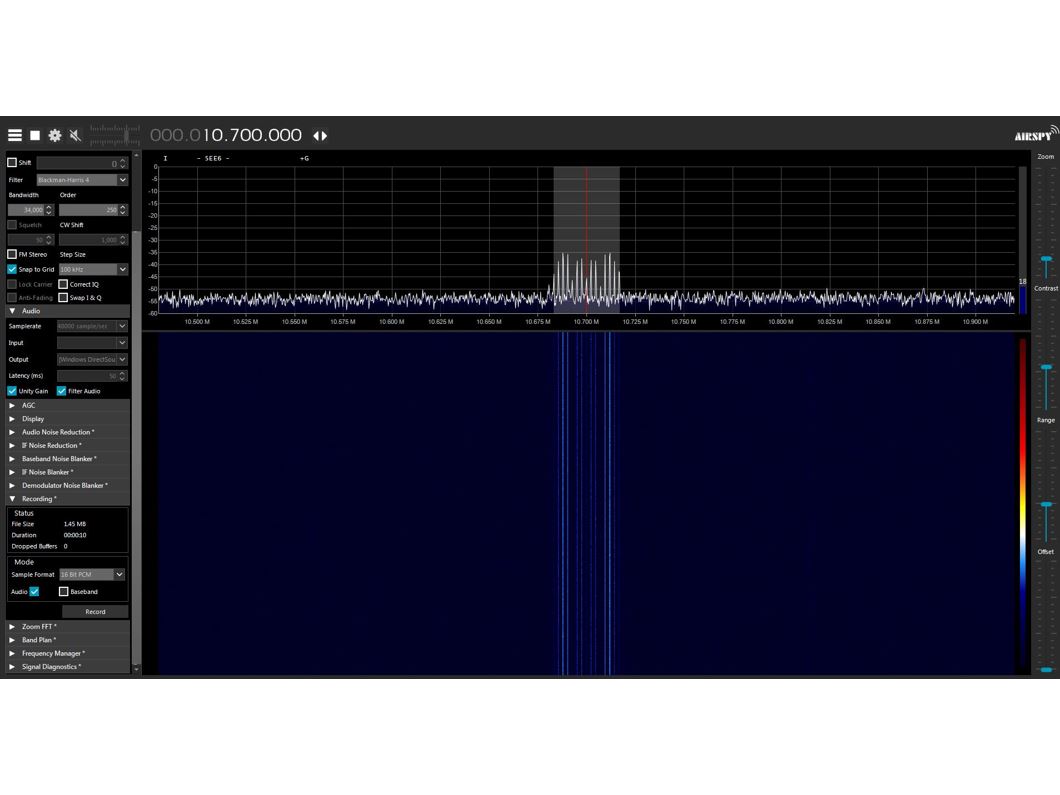 000.010.700.000
AIRSPY
Shift 0
Filter Blackman-Harris 4
Bandwidth Order
34,000 250
Squelch CW Shift
50 1,000
FM Stereo Step Size
Snap to Grid 100 kHz
Lock Carrier Correct IQ
Anti-Fading Swap I & Q
Audio
Samplerate 48000 sample/sec
Input
Output [Windows DirectSou
Latency (ms) 50
Unity Gain Filter Audio
AGC
Display
Audio Noise Reduction *
IF Noise Reduction *
Baseband Noise Blanker *
IF Noise Blanker *
Demodulator Noise Blanker *
Recording *
Status
File Size 1.45 MB
Duration 00:00:10
Dropped Buffers 0
Mode
Sample Format 16 Bit PCM
Audio Baseband
Record
Zoom FFT *
Band Plan *
Frequency Manager *
Signal Diagnostics *
I - 5EE6 - +G
0
-5
-10
-15
-20
-25
-30
-35
-40
-45
-50
-55
-60
10.600 M 10.625 M 10.550 M 10.575 M 10.600 M 10.625 M 10.650 M 10.675 M 10.700 M 10.725 M 10.750 M 10.775 M 10.800 M 10.825 M 10.850 M 10.875 M 10.900 M
18
Zoom
Contrast
Range
Offset